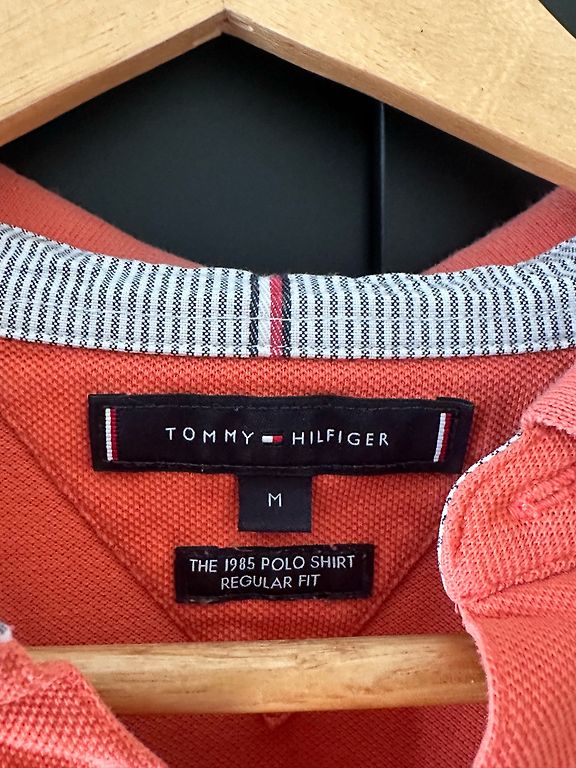 TOMMY HILFIGER
M
THE 1985 POLO SHIRT
REGULAR FIT